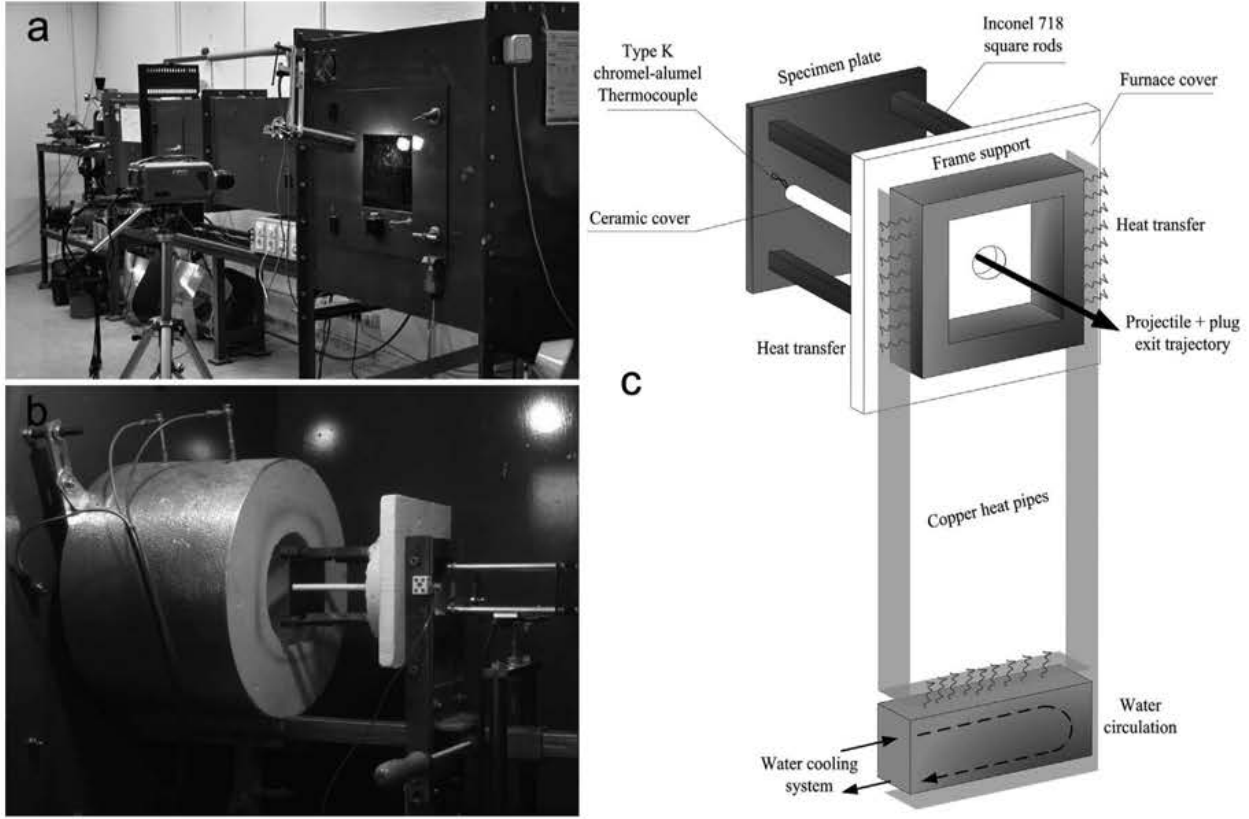 a
b
c
Type K
chromel-alumel
Thermocouple
Specimen plate
Inconel 718
square rods
Furnace cover
Frame support
Ceramic cover
Heat transfer
Heat transfer
Projectile + plug
exit trajectory
Copper heat pipes
Water
circulation
Water cooling
system